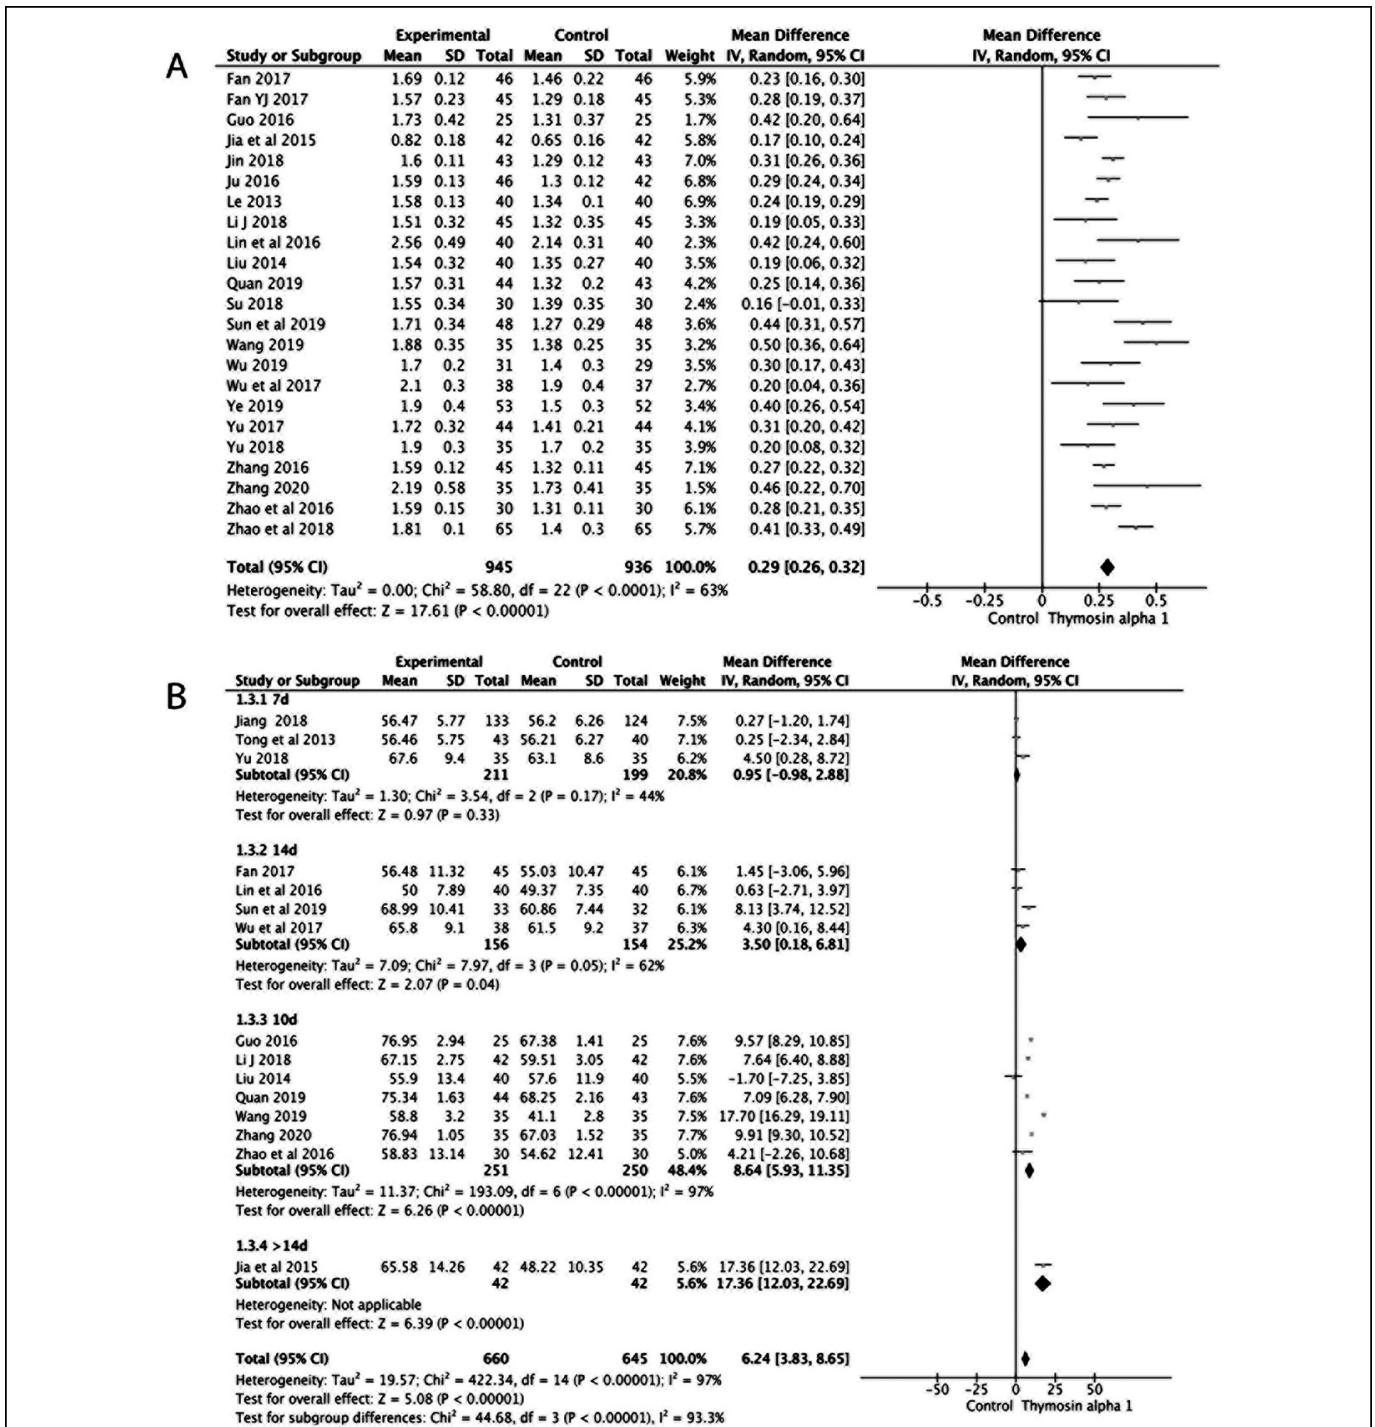 A
Experimental Control Mean Difference Mean Difference
Study or Subgroup Mean SD Total Mean SD Total Weight IV, Random, 95% CI IV, Random, 95% CI
Fan 2017 1.69 0.12 46 1.46 0.22 46 5.9% 0.23 [0.16, 0.30]
Fan YJ 2017 1.57 0.23 45 1.29 0.18 45 5.3% 0.28 [0.19, 0.37]
Guo 2016 1.73 0.42 25 1.31 0.37 25 1.7% 0.42 [0.20, 0.64]
Jia et al 2015 0.82 0.18 42 0.65 0.16 42 5.8% 0.17 [0.10, 0.24]
Jin 2018 1.6 0.11 43 1.29 0.12 43 7.0% 0.31 [0.26, 0.36]
Ju 2016 1.59 0.13 46 1.3 0.12 42 6.8% 0.29 [0.24, 0.34]
Le 2013 1.58 0.13 40 1.34 0.1 40 6.9% 0.24 [0.19, 0.29]
Li J 2018 1.51 0.32 45 1.32 0.35 45 3.3% 0.19 [0.05, 0.33]
Lin et al 2016 2.56 0.49 40 2.14 0.31 40 2.3% 0.42 [0.24, 0.60]
Liu 2014 1.54 0.32 40 1.35 0.27 40 3.5% 0.19 [0.06, 0.32]
Quan 2019 1.57 0.31 44 1.32 0.2 43 4.2% 0.25 [0.14, 0.36]
Su 2018 1.55 0.34 30 1.39 0.35 30 2.4% 0.16 [−0.01, 0.33]
Sun et al 2019 1.71 0.34 48 1.27 0.29 48 3.6% 0.44 [0.31, 0.57]
Wang 2019 1.88 0.35 35 1.38 0.25 35 3.2% 0.50 [0.36, 0.64]
Wu 2019 1.7 0.2 31 1.4 0.3 29 3.5% 0.30 [0.17, 0.43]
Wu et al 2017 2.1 0.3 38 1.9 0.4 37 2.7% 0.20 [0.04, 0.36]
Ye 2019 1.9 0.4 53 1.5 0.3 52 3.4% 0.40 [0.26, 0.54]
Yu 2017 1.72 0.32 44 1.41 0.21 44 4.1% 0.31 [0.20, 0.42]
Yu 2018 1.9 0.3 35 1.7 0.2 35 3.9% 0.20 [0.08, 0.32]
Zhang 2016 1.59 0.12 45 1.32 0.11 45 7.1% 0.27 [0.22, 0.32]
Zhang 2020 2.19 0.58 35 1.73 0.41 35 1.5% 0.46 [0.22, 0.70]
Zhao et al 2016 1.59 0.15 30 1.31 0.11 30 6.1% 0.28 [0.21, 0.35]
Zhao et al 2018 1.81 0.1 65 1.4 0.3 65 5.7% 0.41 [0.33, 0.49]
Total (95% CI) 945 936 100.0% 0.29 [0.26, 0.32]
Heterogeneity: Tau² = 0.00; Chi² = 58.80, df = 22 (P < 0.0001); I² = 63%
Test for overall effect: Z = 17.61 (P < 0.00001)
−0.5 −0.25 0 0.25 0.5
Control Thymosin alpha 1
B
Experimental Control Mean Difference Mean Difference
Study or Subgroup Mean SD Total Mean SD Total Weight IV, Random, 95% CI IV, Random, 95% CI
1.3.1 7d
Jiang 2018 56.47 5.77 133 56.2 6.26 124 7.5% 0.27 [−1.20, 1.74]
Tong et al 2013 56.46 5.75 43 56.21 6.27 40 7.1% 0.25 [−2.34, 2.84]
Yu 2018 67.6 9.4 35 63.1 8.6 35 6.2% 4.50 [0.28, 8.72]
Subtotal (95% CI) 211 199 20.8% 0.95 [−0.98, 2.88]
Heterogeneity: Tau² = 1.30; Chi² = 3.54, df = 2 (P = 0.17); I² = 44%
Test for overall effect: Z = 0.97 (P = 0.33)
1.3.2 14d
Fan 2017 56.48 11.32 45 55.03 10.47 45 6.1% 1.45 [−3.06, 5.96]
Lin et al 2016 50 7.89 40 49.37 7.35 40 6.7% 0.63 [−2.71, 3.97]
Sun et al 2019 68.99 10.41 33 60.86 7.44 32 6.1% 8.13 [3.74, 12.52]
Wu et al 2017 65.8 9.1 38 61.5 9.2 37 6.3% 4.30 [0.16, 8.44]
Subtotal (95% CI) 156 154 25.2% 3.50 [0.18, 6.81]
Heterogeneity: Tau² = 7.09; Chi² = 7.97, df = 3 (P = 0.05); I² = 62%
Test for overall effect: Z = 2.07 (P = 0.04)
1.3.3 10d
Guo 2016 76.95 2.94 25 67.38 1.41 25 7.6% 9.57 [8.29, 10.85]
Li J 2018 67.15 2.75 42 59.51 3.05 42 7.6% 7.64 [6.40, 8.88]
Liu 2014 55.9 13.4 40 57.6 11.9 40 5.5% −1.70 [−7.25, 3.85]
Quan 2019 75.34 1.63 44 68.25 2.16 43 7.6% 7.09 [6.28, 7.90]
Wang 2019 58.8 3.2 35 41.1 2.8 35 7.5% 17.70 [16.29, 19.11]
Zhang 2020 76.94 1.05 35 67.03 1.52 35 7.7% 9.91 [9.30, 10.52]
Zhao et al 2016 58.83 13.14 30 54.62 12.41 30 5.0% 4.21 [−2.26, 10.68]
Subtotal (95% CI) 251 250 48.4% 8.64 [5.93, 11.35]
Heterogeneity: Tau² = 11.37; Chi² = 193.09, df = 6 (P < 0.00001); I² = 97%
Test for overall effect: Z = 6.26 (P < 0.00001)
1.3.4 >14d
Jia et al 2015 65.58 14.26 42 48.22 10.35 42 5.6% 17.36 [12.03, 22.69]
Subtotal (95% CI) 42 42 5.6% 17.36 [12.03, 22.69]
Heterogeneity: Not applicable
Test for overall effect: Z = 6.39 (P < 0.00001)
Total (95% CI) 660 645 100.0% 6.24 [3.83, 8.65]
Heterogeneity: Tau² = 19.57; Chi² = 422.34, df = 14 (P < 0.00001); I² = 97%
Test for overall effect: Z = 5.08 (P < 0.00001)
Test for subgroup differences: Chi² = 44.68, df = 3 (P < 0.00001), I² = 93.3%
−50 −25 0 25 50
Control Thymosin alpha 1